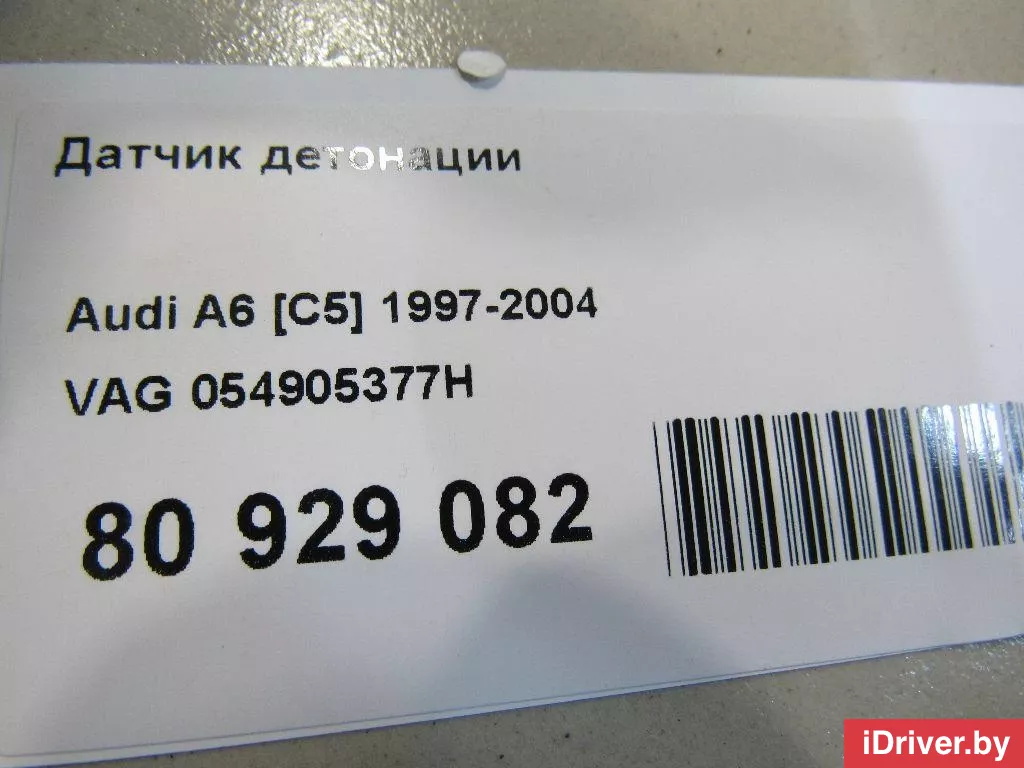 Датчик детонации
Audi A6 [C5] 1997-2004
VAG 054905377H
80 929 082
iDriver.by